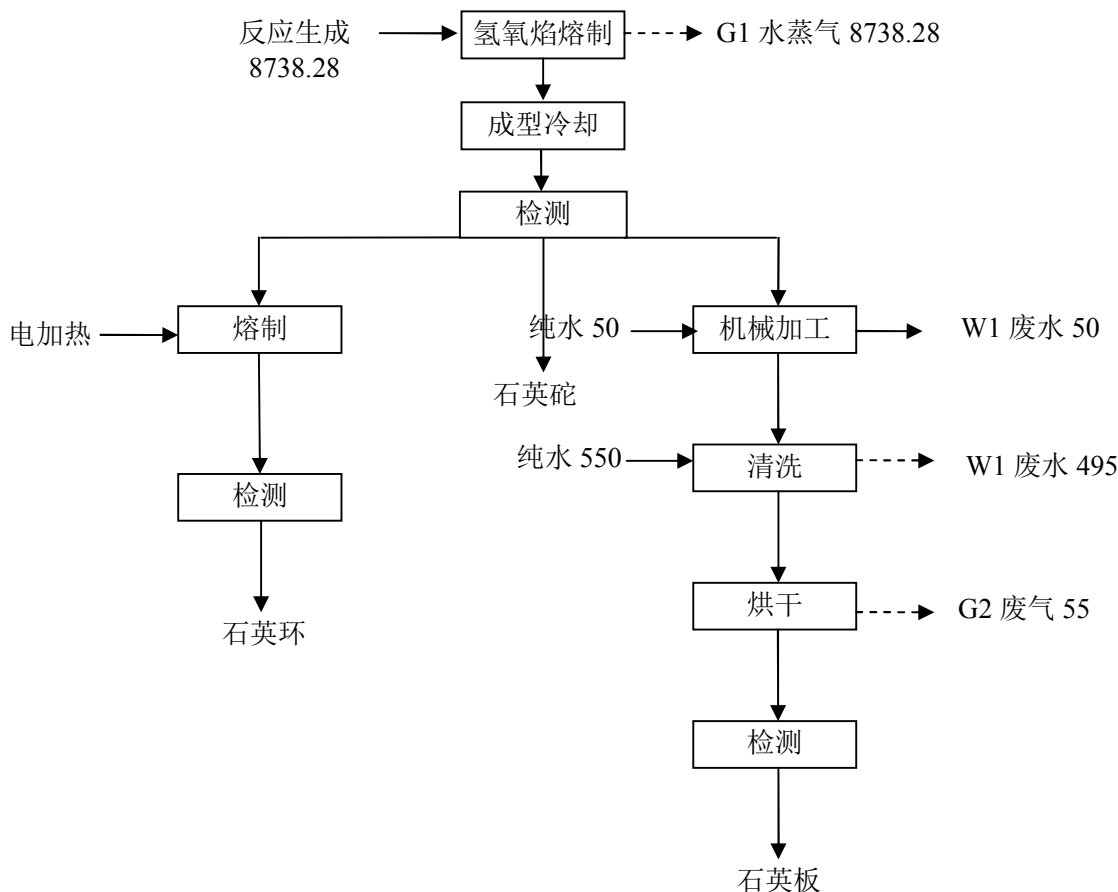 反应生成
8738.28
氢氧焰熔制
G1 水蒸气 8738.28
成型冷却
检测
电加热
熔制
纯水 50
机械加工
W1 废水 50
石英砣
纯水 550
清洗
W1 废水 495
检测
烘干
G2 废气 55
石英环
检测
石英板